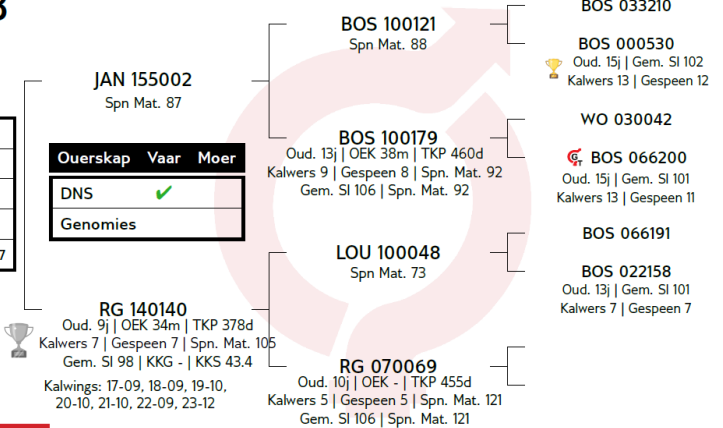 JAN 155002
Spn Mat. 87
Ouerskap Vaar Moer
DNS ✔
Genomies
7
RG 140140
Oud. 9j | OEK 34m | TKP 378d
Kalwers 7 | Gespeen 7 | Spn. Mat. 105
Gem. SI 98 | KKG - | KKS 43.4
Kalwings: 17-09, 18-09, 19-10,
20-10, 21-10, 22-09, 23-12
BOS 100121
Spn Mat. 88
BOS 100179
Oud. 13j | OEK 38m | TKP 460d
Kalwers 9 | Gespeen 8 | Spn. Mat. 92
Gem. SI 106 | Spn. Mat. 92
LOU 100048
Spn Mat. 73
RG 070069
Oud. 10j | OEK - | TKP 455d
Kalwers 5 | Gespeen 5 | Spn. Mat. 121
Gem. SI 106 | Spn. Mat. 121
BOS 033210
BOS 000530
Oud. 15j | Gem. SI 102
Kalwers 13 | Gespeen 12
WO 030042
BOS 066200
Oud. 15j | Gem. SI 101
Kalwers 13 | Gespeen 11
BOS 066191
BOS 022158
Oud. 13j | Gem. SI 101
Kalwers 7 | Gespeen 7